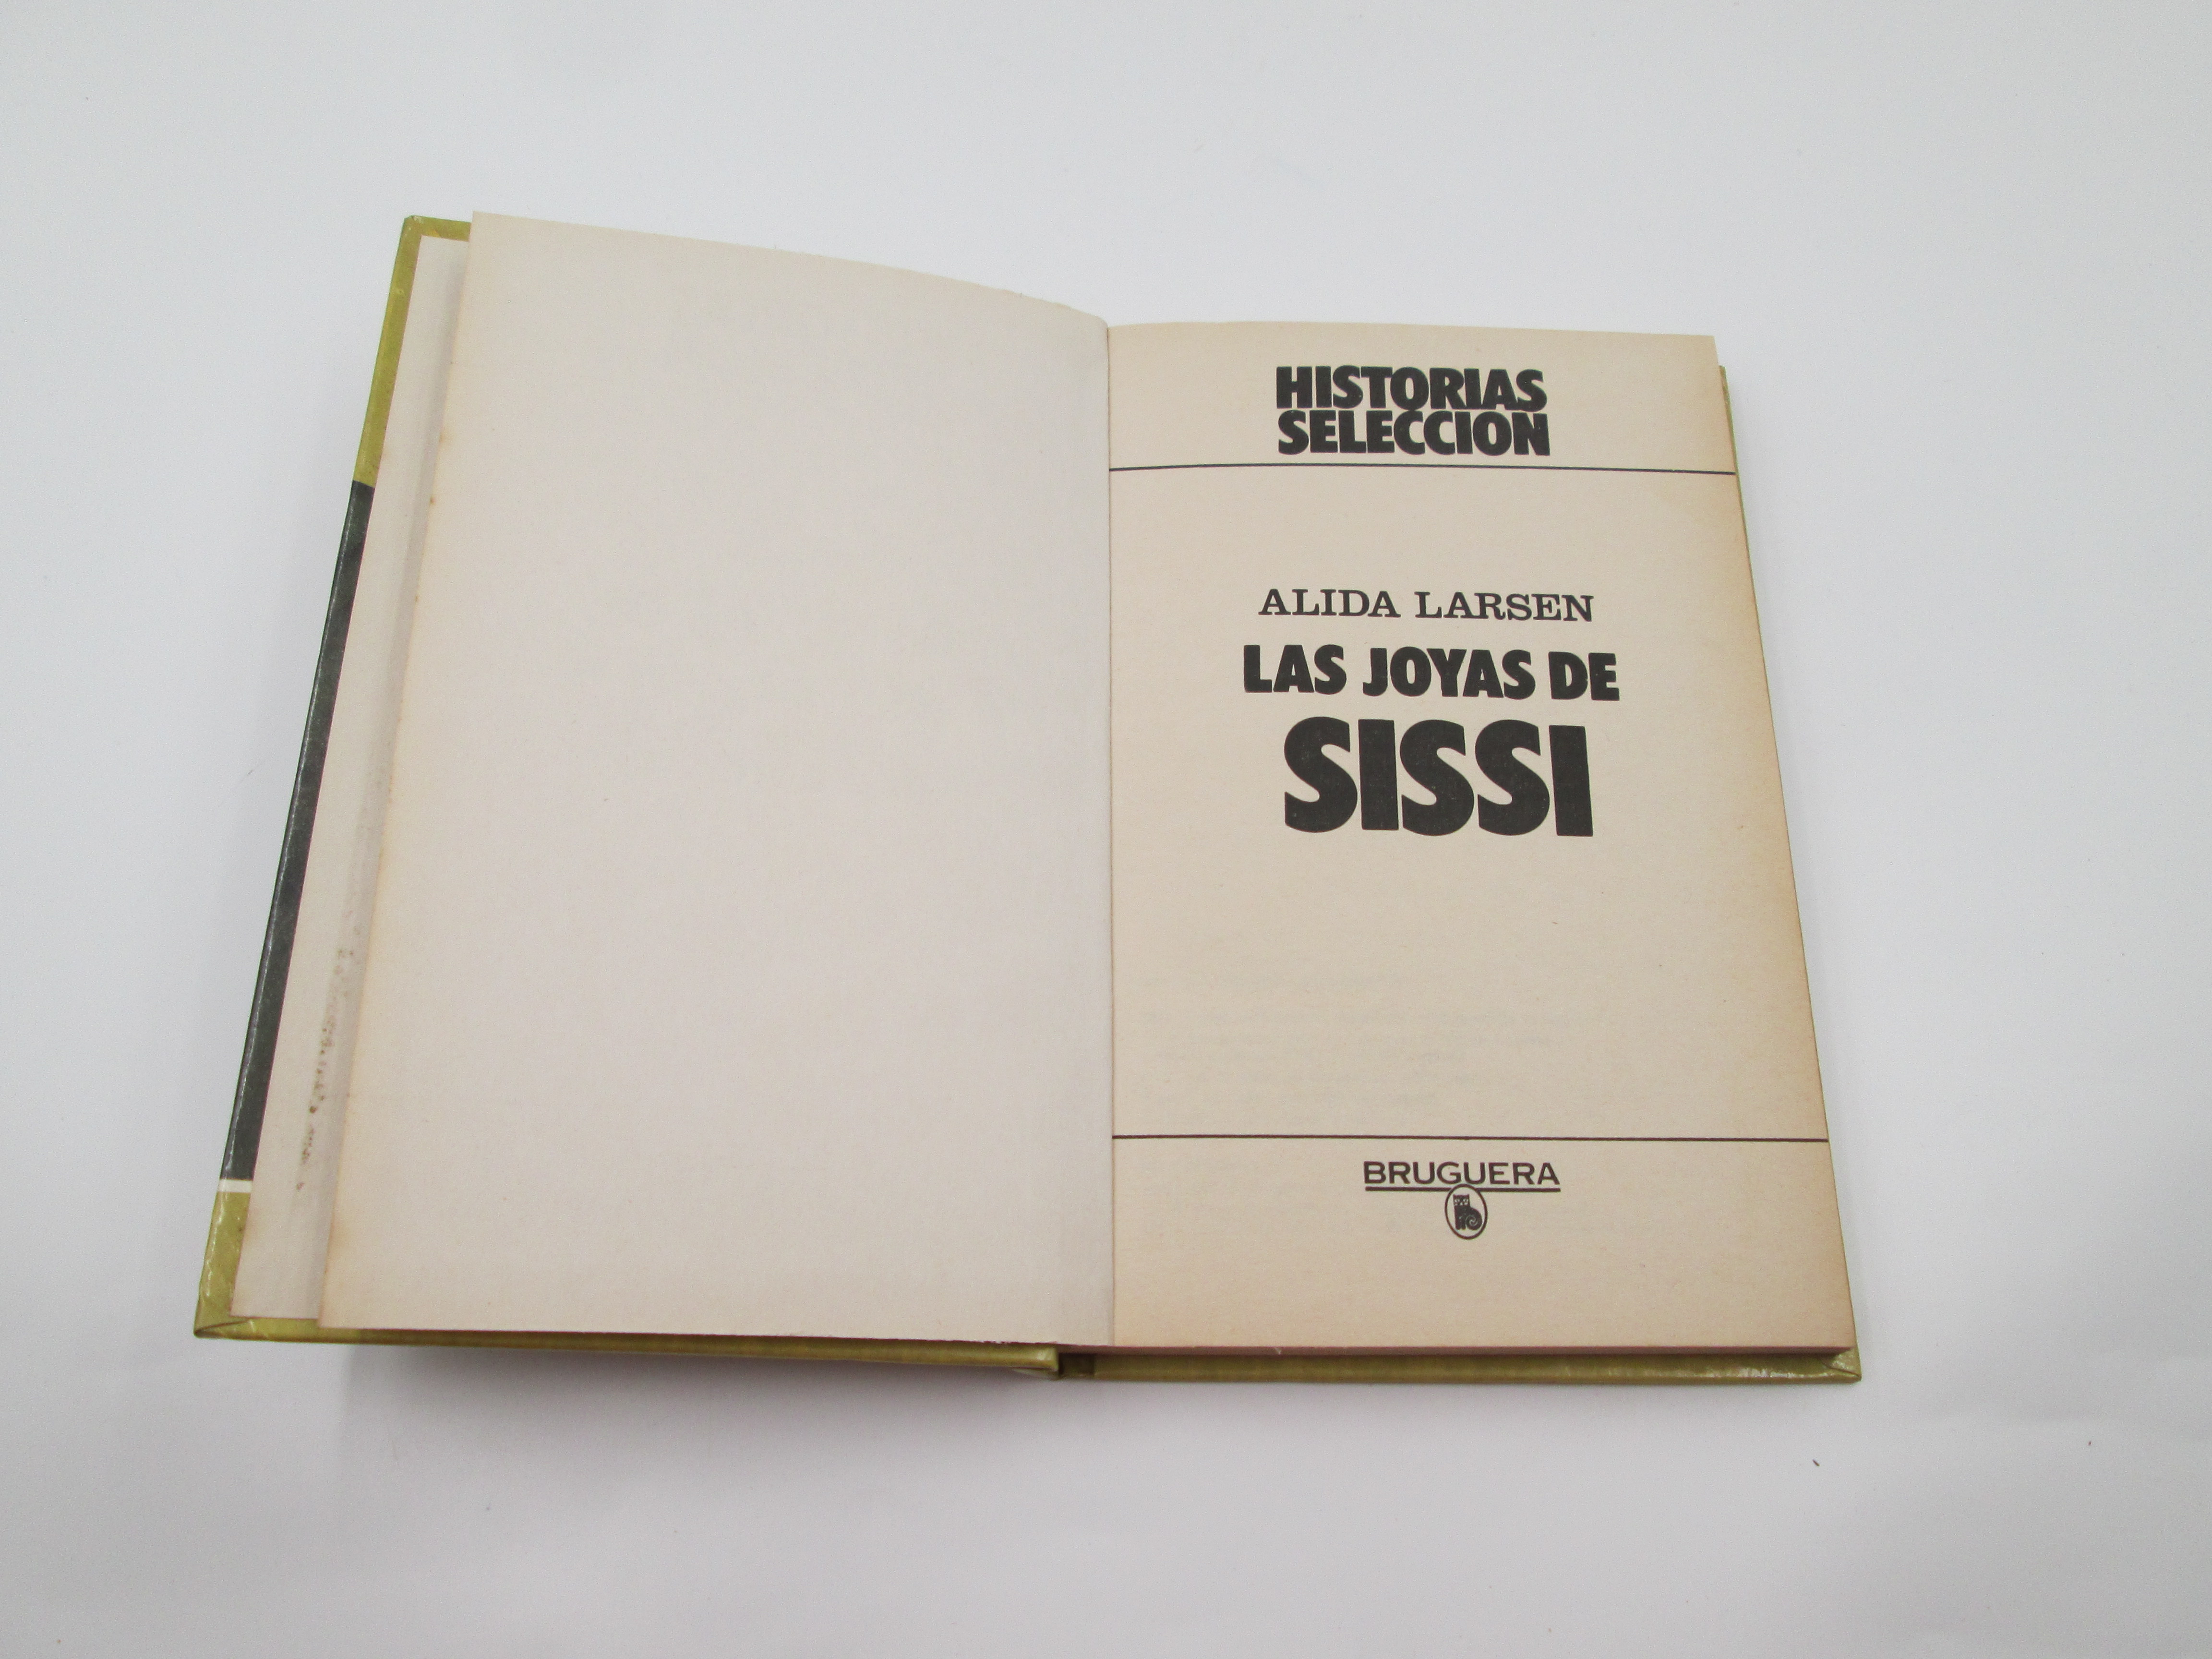 HISTORIAS
SELECCION
ALIDA LARSEN
LAS JOYAS DE
SISSI
BRUGUERA